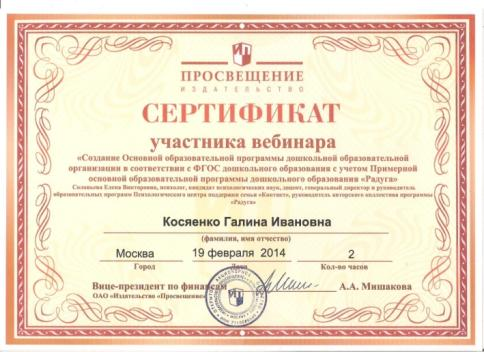 ПРОСВЕЩЕНИЕ
ИЗДАТЕЛЬСТВО
СЕРТИФИКАТ
участника вебинара
«Создание Основной образовательной программы дошкольной образовательной
организации в соответствии с ФГОС дошкольного образования с учетом Примерной
основной образовательной программы дошкольного образования «Радуга»
Соловьева Елена Викторовна, психолог, кандидат психологических наук, доцент, генеральный директор и руководитель
образовательных программ Психологического центра поддержки семьи «Контакт», руководитель авторского коллектива программы
«Радуга»
Косяенко Галина Ивановна
(фамилия, имя отчество)
Москва 19 февраля 2014 2
Город Дата Кол-во часов
Вице-президент по финансам А.А. Мишакова
ОАО «Издательство «Просвещение»